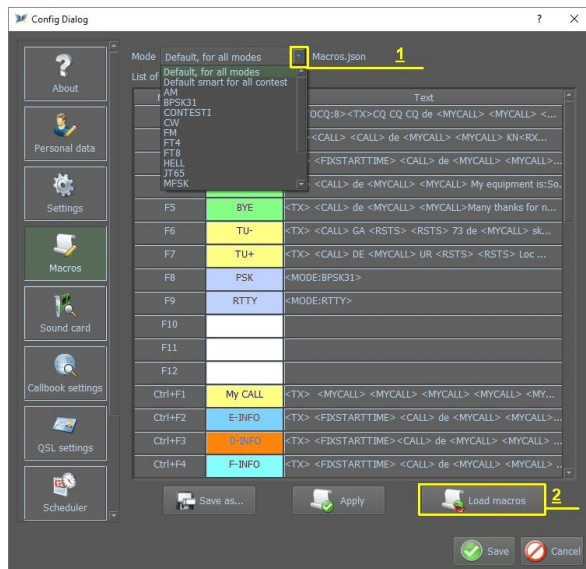 Config Dialog ? ×
Mode Default, for all modes Macros.json 1
List of
Default, for all modes
Default smart for all contest
AM
BPSK31
CONTESTI
CW
FM
FT4
FT8
HELL
JT65
MFSK
Text
OCQ:8><TX>CQ CQ CQ de <MYCALL> <MYCALL> <...
<CALL> <CALL> de <MYCALL> <MYCALL> KN<RX...
<FIXSTARTTIME> <CALL> de <MYCALL> <MYCALL>...
<CALL> de <MYCALL> <MYCALL> My equipment is:So.
F5 BYE <TX> <CALL> de <MYCALL> <MYCALL>Many thanks for n...
F6 TU- <TX> <CALL> GA <RSTS> <RSTS> 73 de <MYCALL> sk...
F7 TU+ <TX> <CALL> DE <MYCALL> UR <RSTS> <RSTS> Loc ...
F8 PSK <MODE:BPSK31>
F9 RTTY <MODE:RTTY>
F10
F11
F12
Ctrl+F1 My CALL <TX> <MYCALL> <MYCALL> <MYCALL> <MYCALL> <MY...
Ctrl+F2 E-INFO <TX> <FIXSTARTTIME> <CALL> de <MYCALL> <MYCALL>...
Ctrl+F3 D-INFO <TX> <FIXSTARTTIME><CALL> de <MYCALL> <MYCALL> ...
Ctrl+F4 F-INFO <TX> <FIXSTARTTIME> <CALL> de <MYCALL> <MYCALL> ..
About
Personal data
Settings
Macros
Sound card
Callbook settings
QSL settings
Scheduler
Save as... Apply Load macros 2
Save Cancel